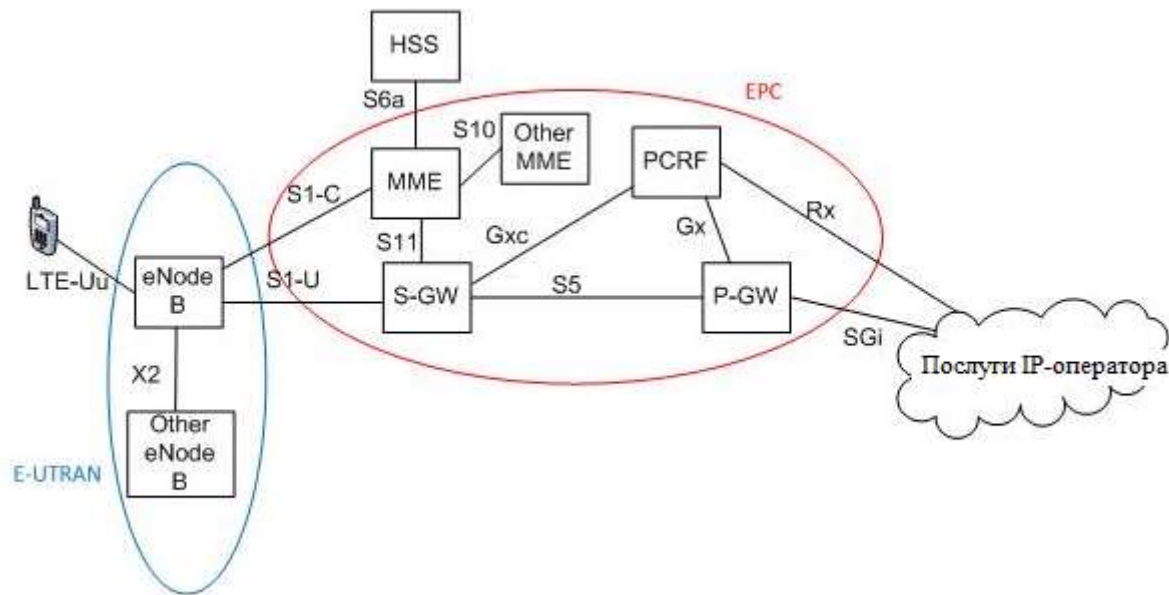 HSS
S6a
EPC
S10
Other
MME
MME
PCRF
S1-C
Rx
S11
Gxc
Gx
LTE-Uu
eNode
B
S1-U
S-GW
S5
P-GW
SGi
X2
Послуги IP-оператора
Other
eNode
B
E-UTRAN